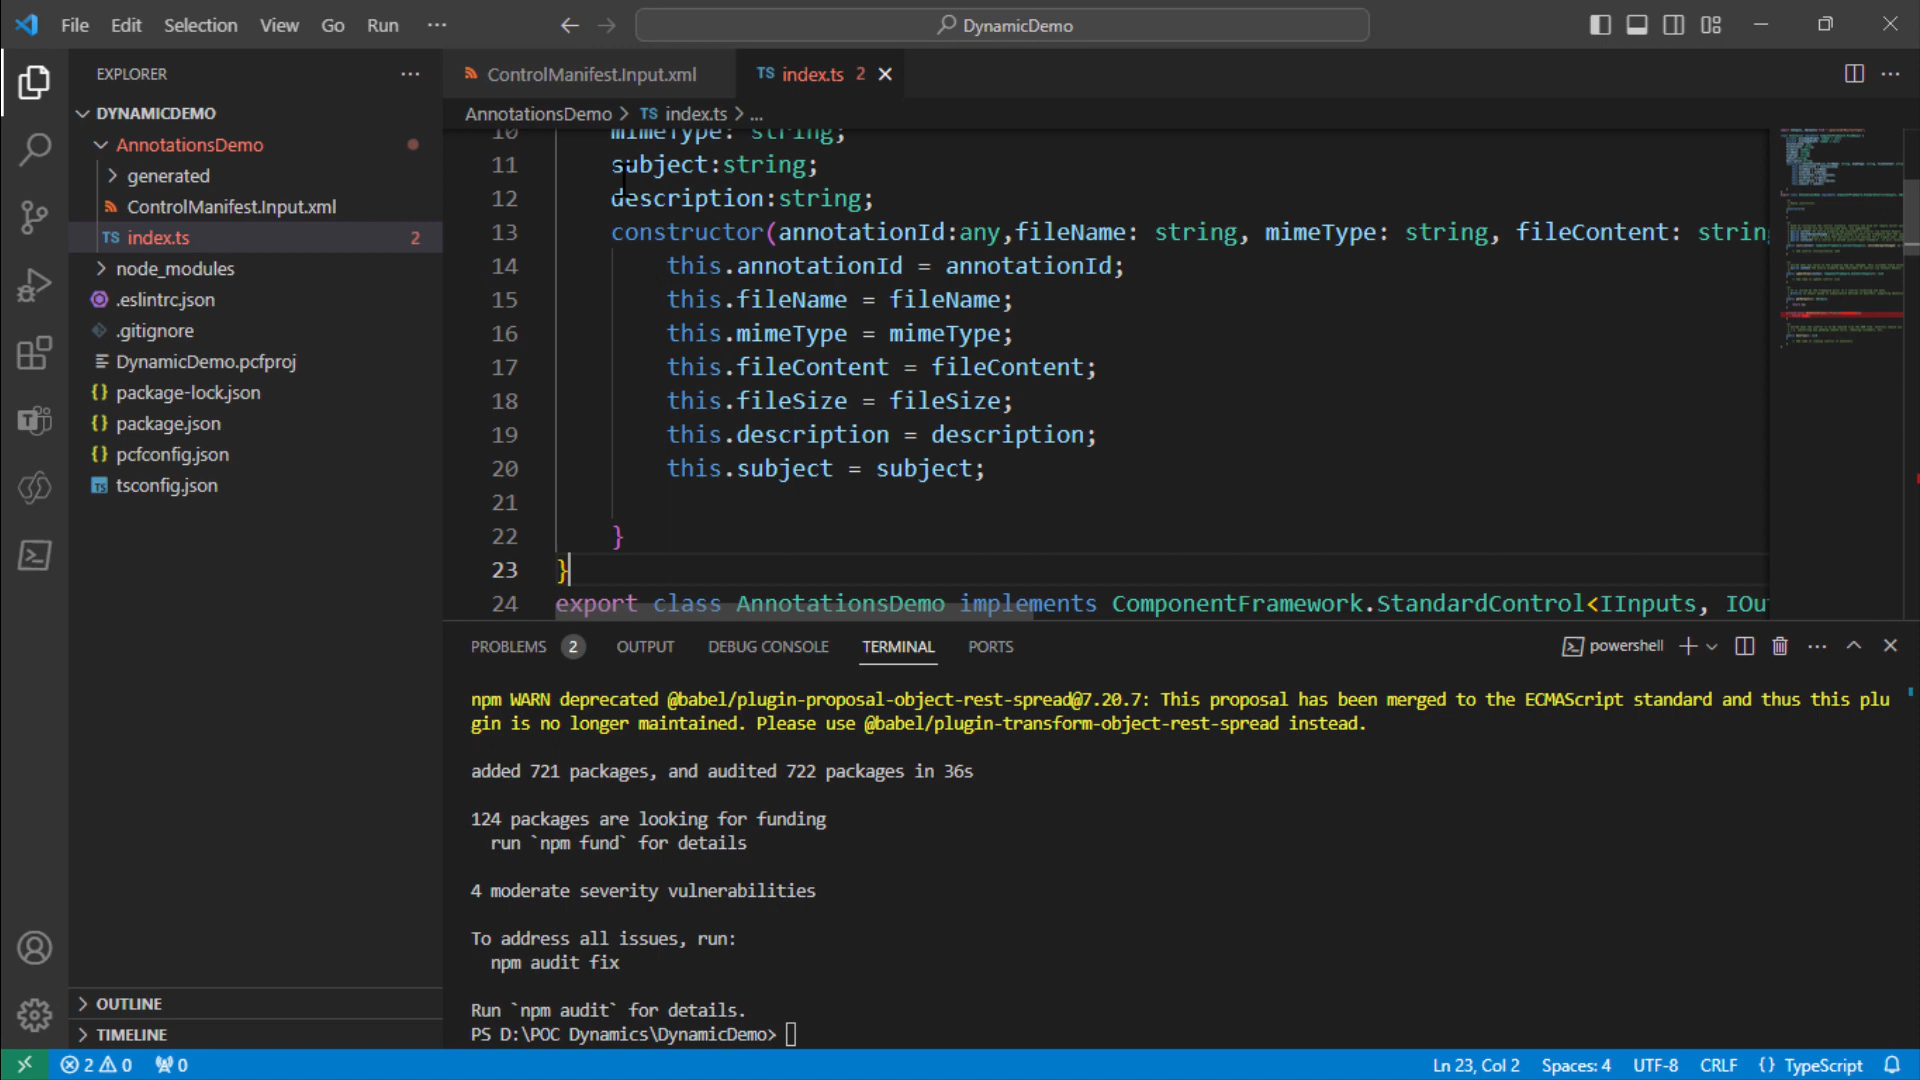 File Edit Selection View Go Run ··· DynamicDemo
EXPLORER
DYNAMICDEMO
AnnotationsDemo
generated
ControlManifest.Input.xml
TS index.ts 2
node_modules
.eslintrc.json
.gitignore
DynamicDemo.pcfproj
{} package-lock.json
{} package.json
{} pcfconfig.json
TS tsconfig.json
OUTLINE
TIMELINE
ControlManifest.Input.xml TS index.ts 2
AnnotationsDemo > TS index.ts > ...
10 mimeType: string;
11 subject:string;
12 description:string;
13 constructor(annotationId:any,fileName: string, mimeType: string, fileContent: strin
14 this.annotationId = annotationId;
15 this.fileName = fileName;
16 this.mimeType = mimeType;
17 this.fileContent = fileContent;
18 this.fileSize = fileSize;
19 this.description = description;
20 this.subject = subject;
21
22 }
23 }
24 export class AnnotationsDemo implements ComponentFramework.StandardControl<IInputs, IOu
PROBLEMS 2 OUTPUT DEBUG CONSOLE TERMINAL PORTS powershell
npm WARN deprecated @babel/plugin-proposal-object-rest-spread@7.20.7: This proposal has been merged to the ECMAScript standard and thus this plu
gin is no longer maintained. Please use @babel/plugin-transform-object-rest-spread instead.
added 721 packages, and audited 722 packages in 36s
124 packages are looking for funding
run `npm fund` for details
4 moderate severity vulnerabilities
To address all issues, run:
npm audit fix
Run `npm audit` for details.
PS D:\POC Dynamics\DynamicDemo>
2 0 0 Ln 23, Col 2 Spaces: 4 UTF-8 CRLF {} TypeScript